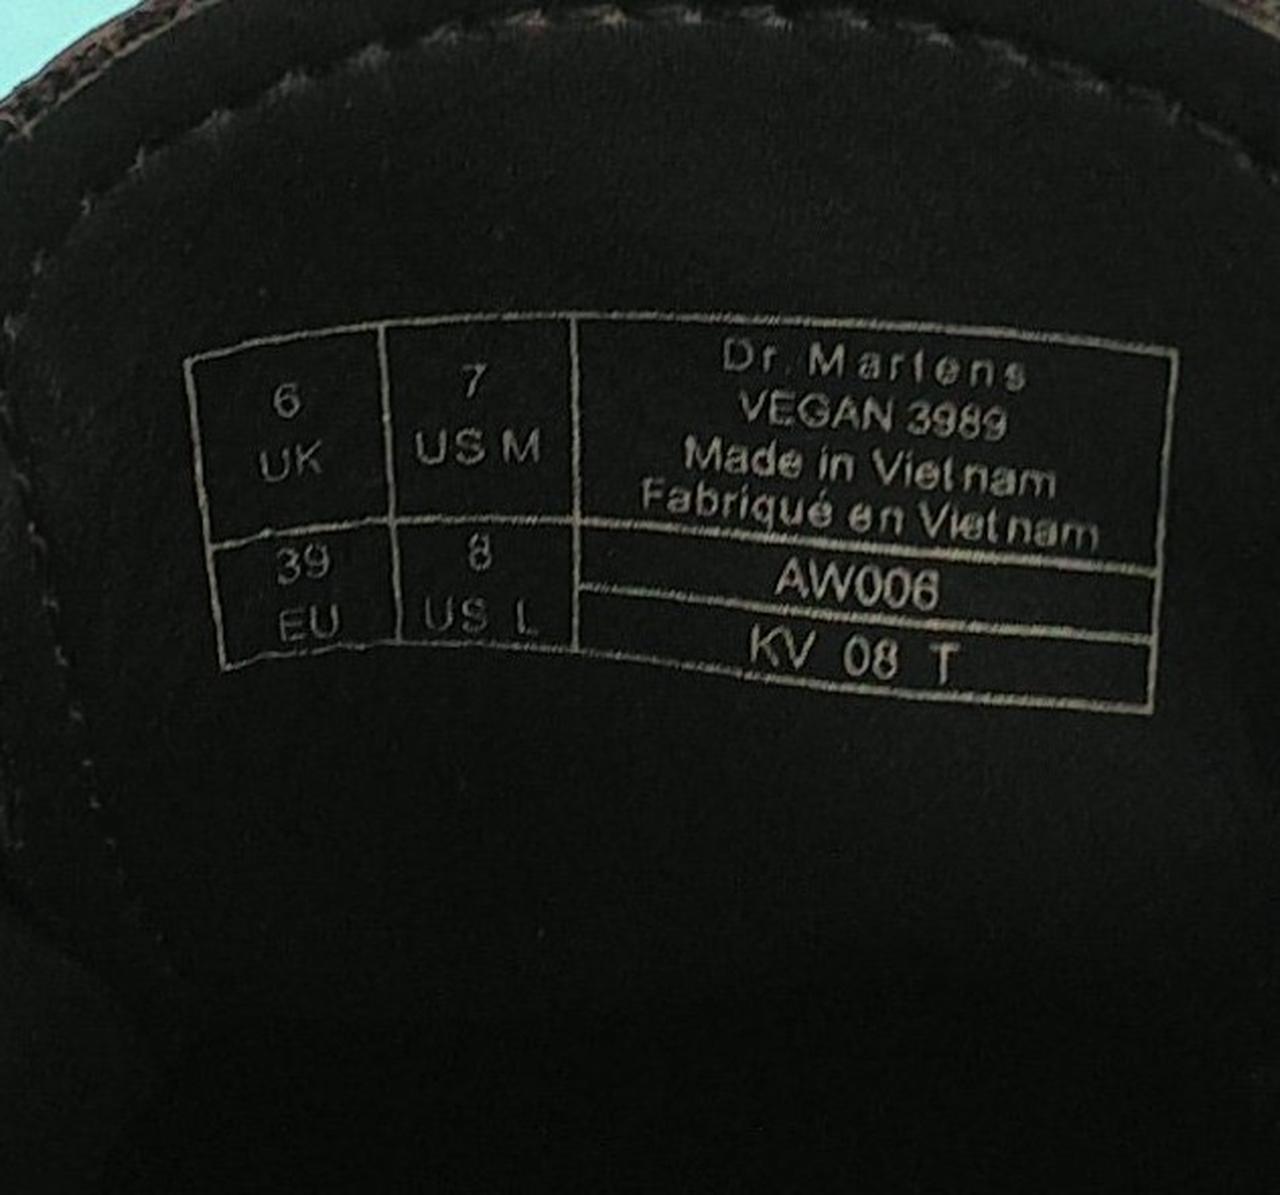 6
UK
7
US M
39
EU
8
US L
Dr. Martens
VEGAN 3989
Made in Vietnam
Fabriqué en Vietnam
AW006
KV 08 T